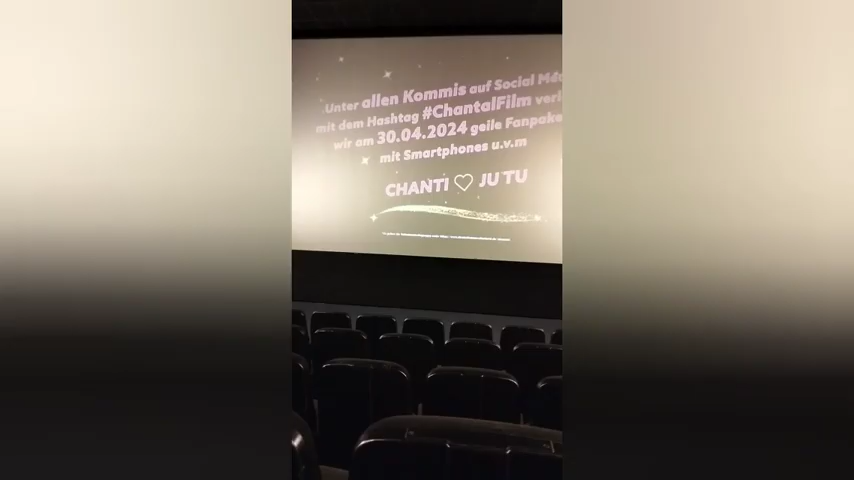 Unter allen Kommis auf Social
mit dem Hashtag #ChantalFilm
wir am 30.04.2024 geile
mit Smartphones u.v.m
CHANTI ♡ JU TU